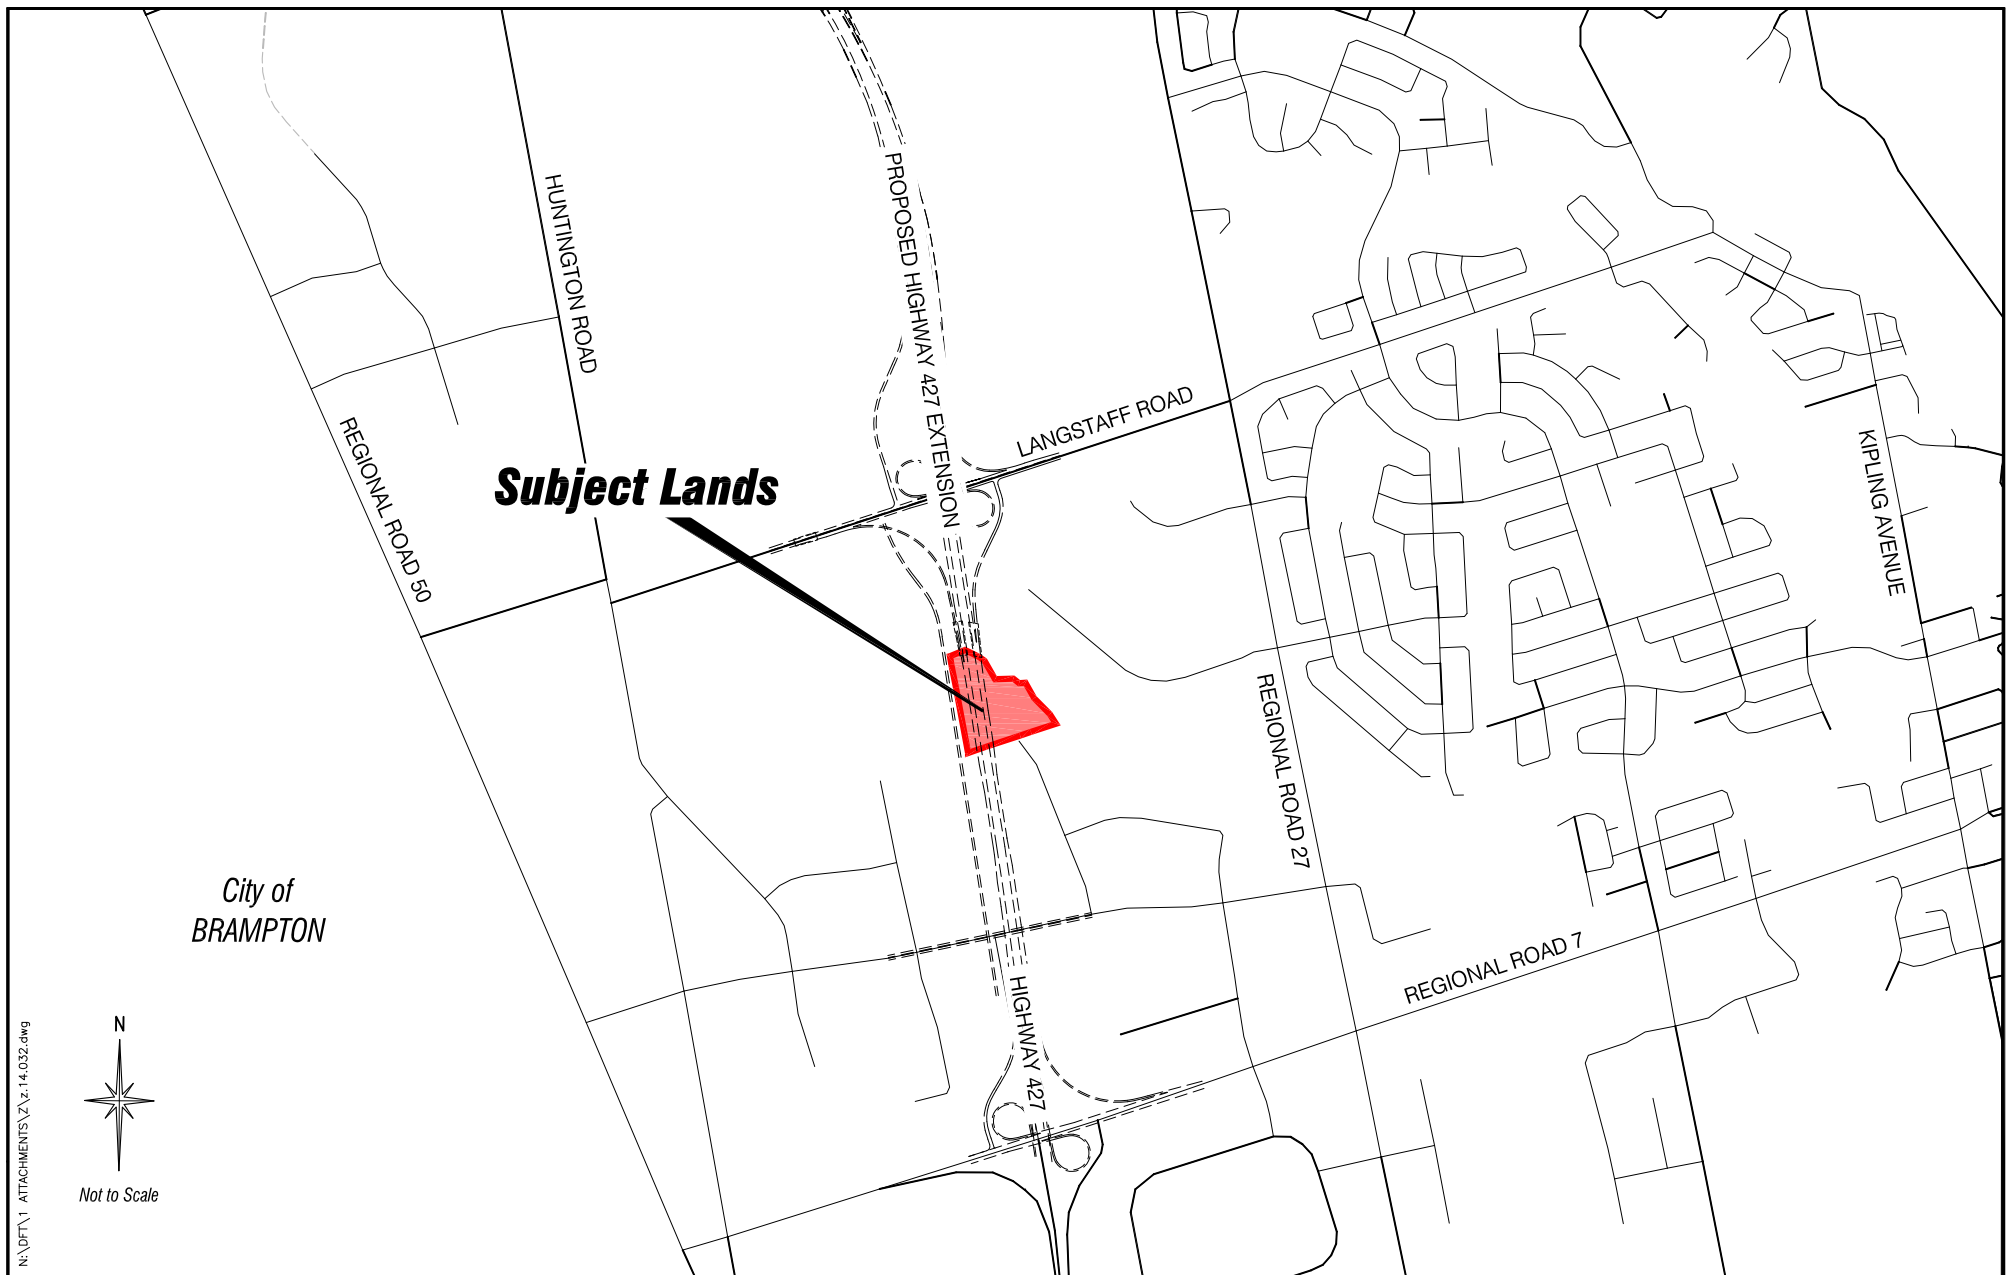 HUNTINGTON ROAD
PROPOSED HIGHWAY 427 EXTENSION
REGIONAL ROAD 50
LANGSTAFF ROAD
KIPLING AVENUE
Subject Lands
REGIONAL ROAD 27
City of
BRAMPTON
REGIONAL ROAD 7
HIGHWAY 427
N
Not to Scale
N:\DFT\1 ATTACHMENTS\Z\z.14.032.dwg